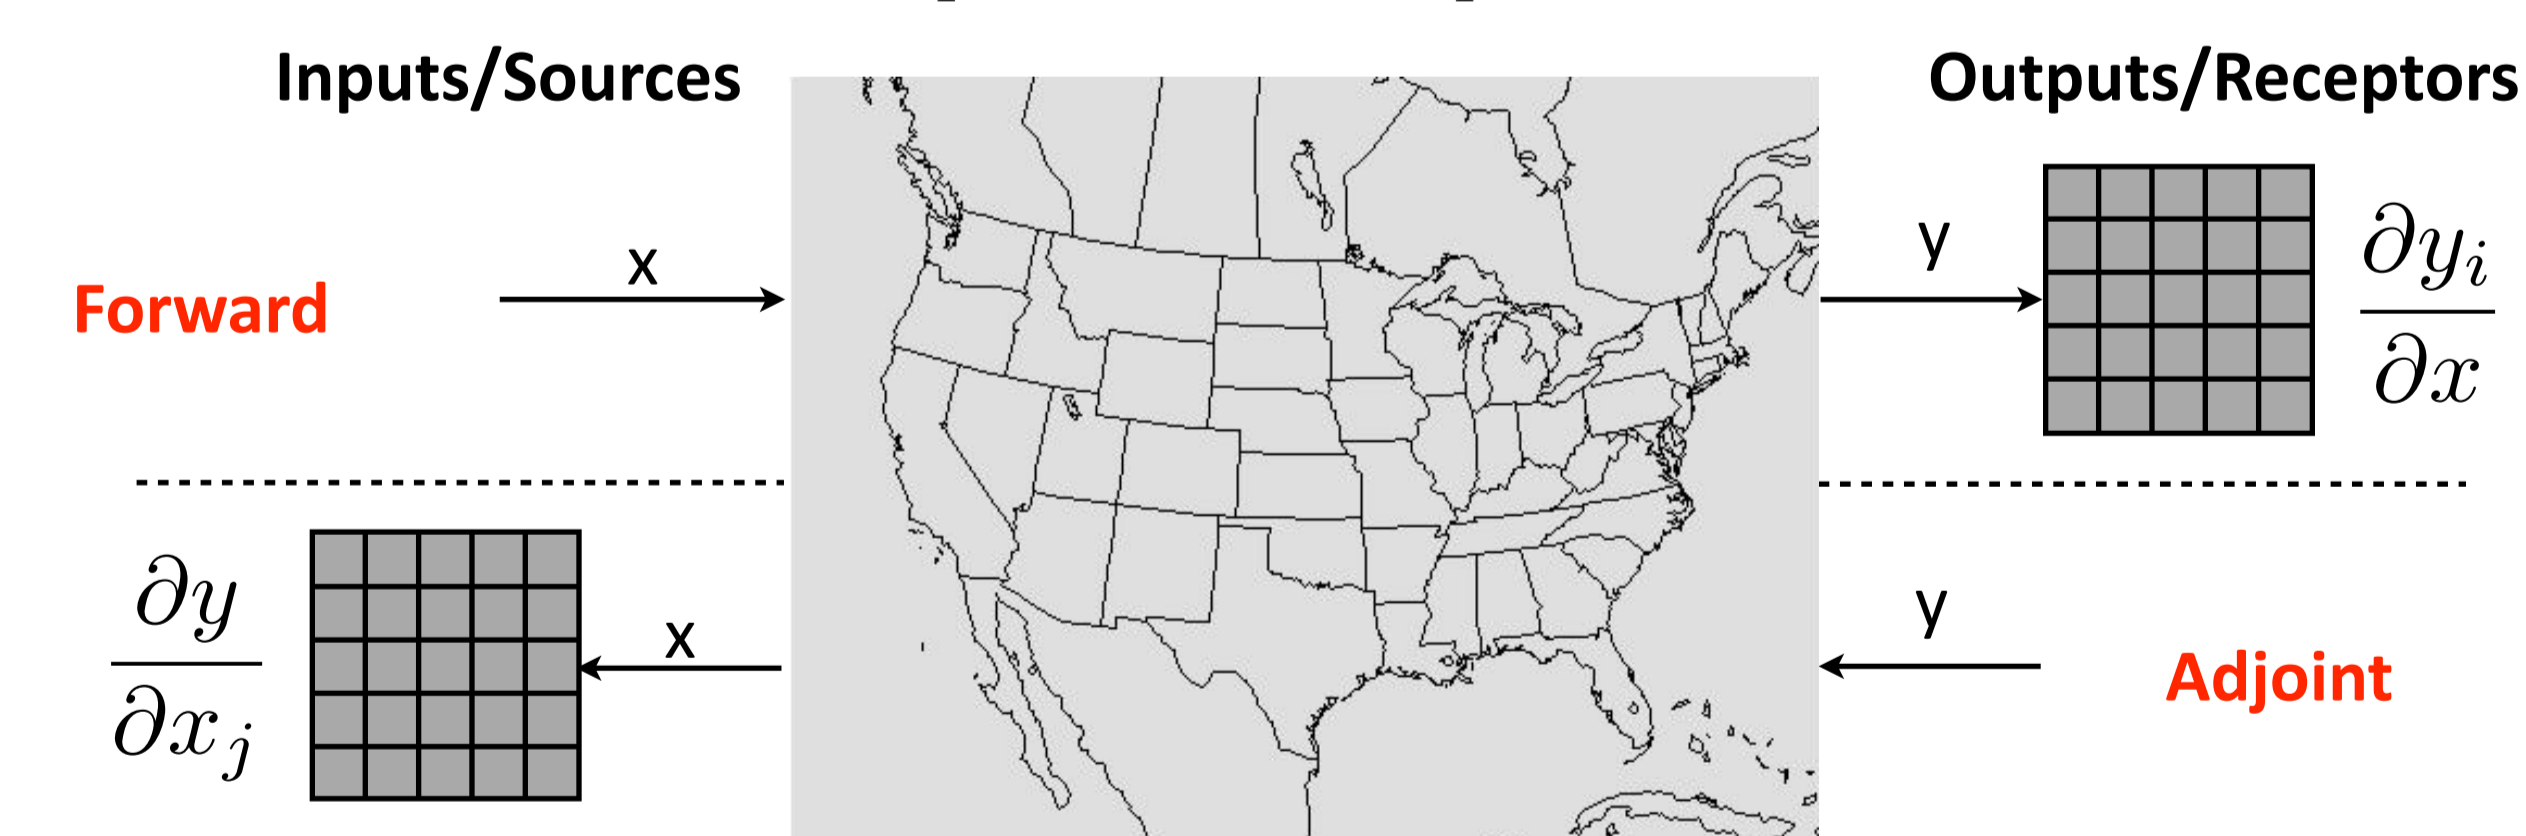 Inputs/Sources
Outputs/Receptors
Forward
x
y
∂y_i
∂x
∂y
∂x_j
x
y
Adjoint